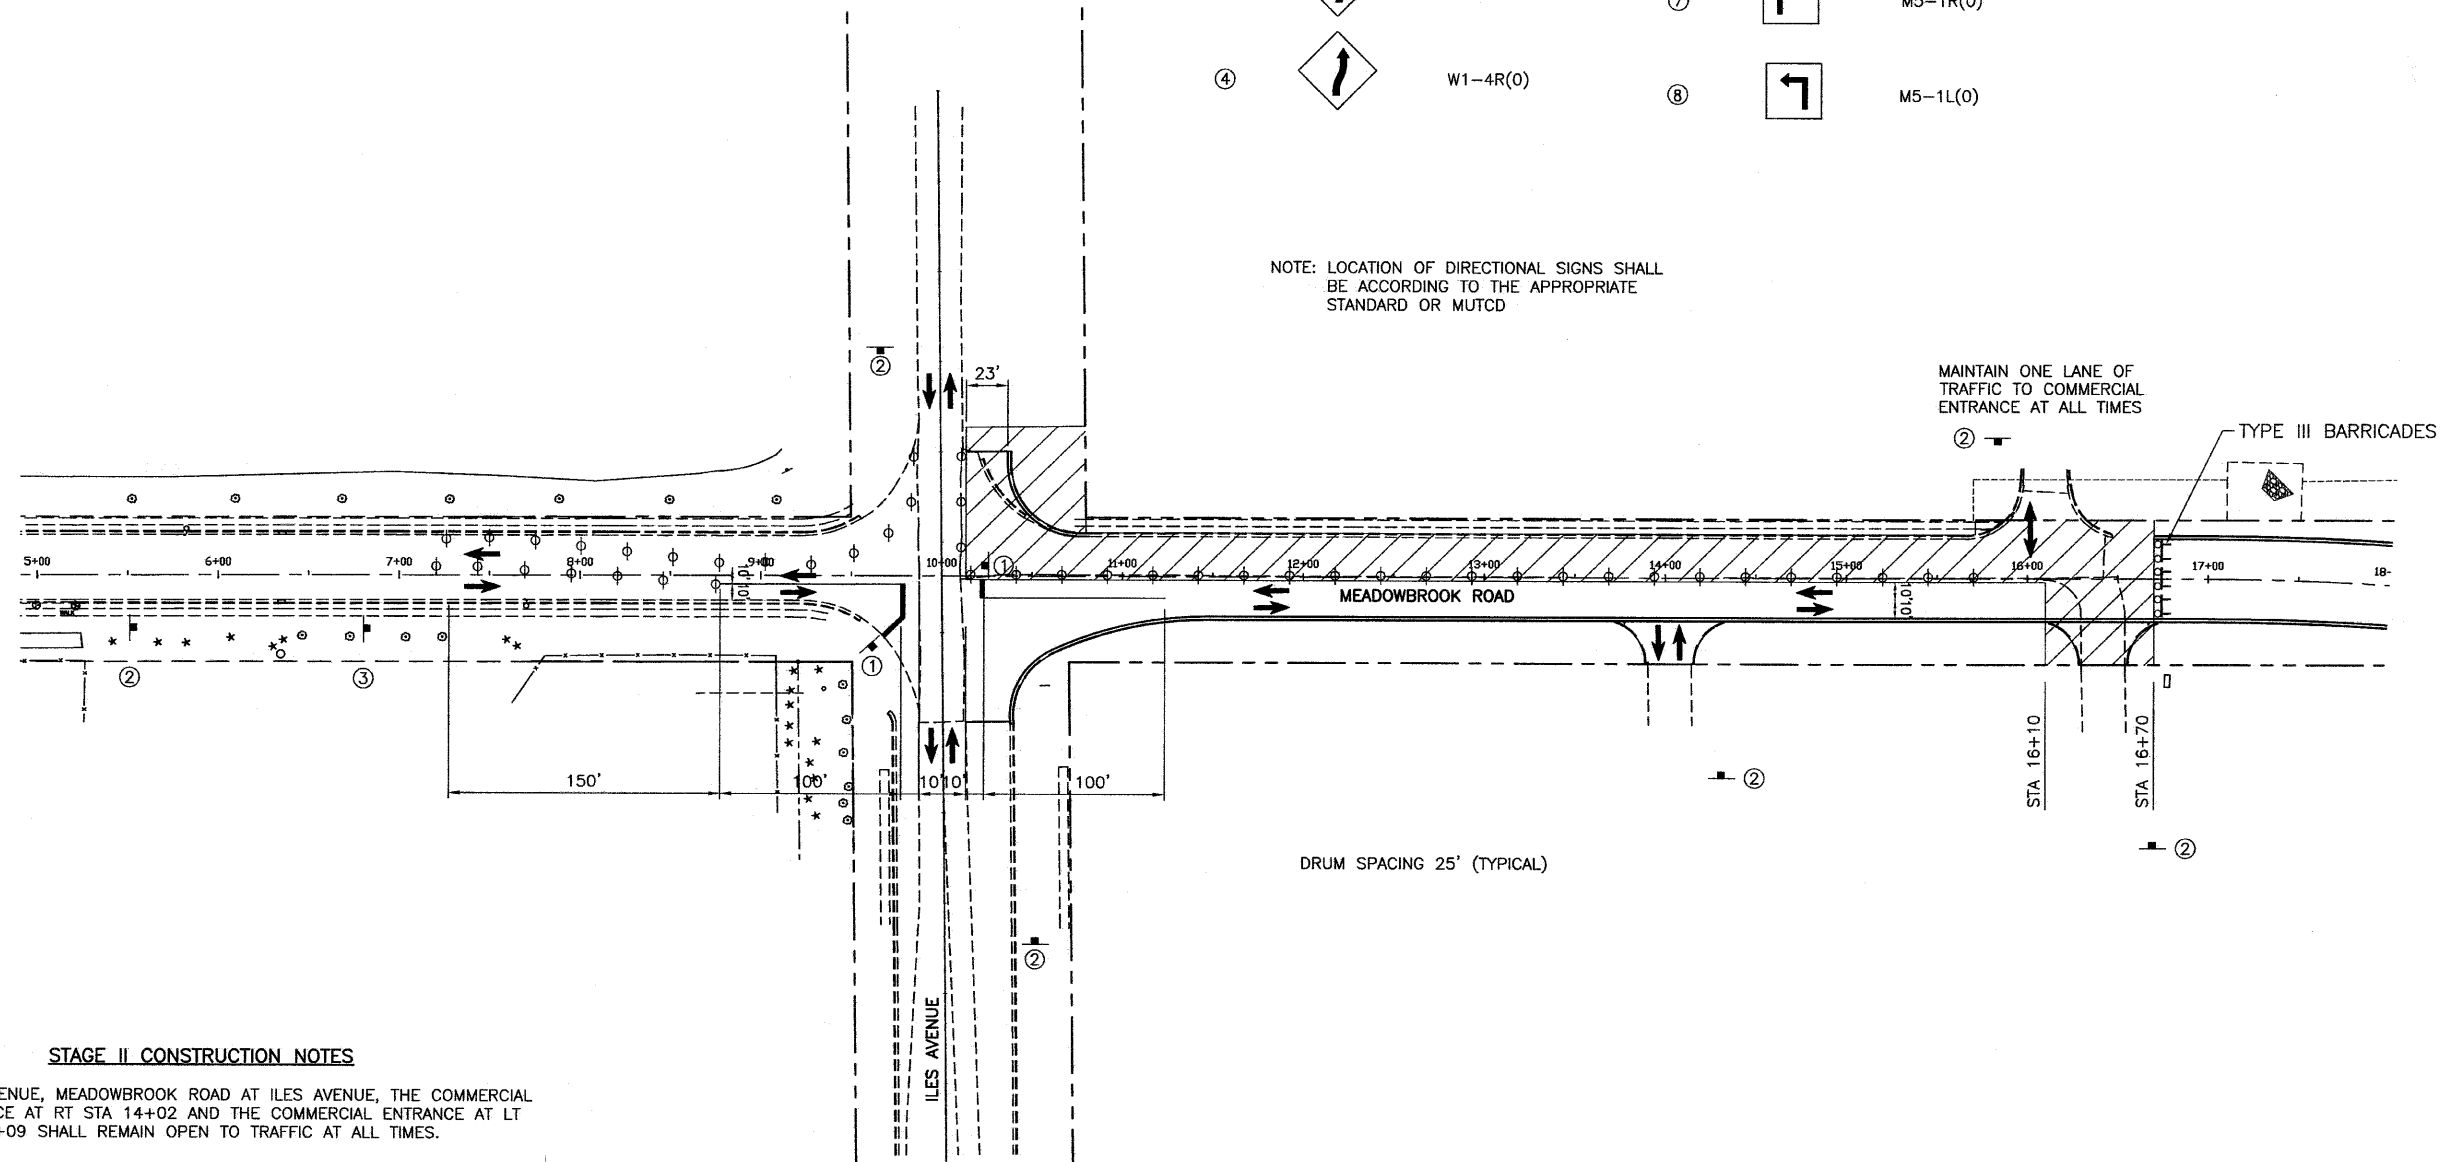 ⑦ M5-1R(O)
④ W1-4R(O)
⑧ M5-1L(O)
NOTE: LOCATION OF DIRECTIONAL SIGNS SHALL
BE ACCORDING TO THE APPROPRIATE
STANDARD OR MUTCD
②
23'
MAINTAIN ONE LANE OF
TRAFFIC TO COMMERCIAL
ENTRANCE AT ALL TIMES
②
TYPE III BARRICADES
5+00 6+00 7+00 8+00 9+00 10+00 11+00 12+00 13+00 14+00 15+00 16+00 17+00 18-
①
10'10'
10'10'
MEADOWBROOK ROAD
WALK
② ③ ①
150' 100' 10'10' 100'
②
STA 16+10
STA 16+70
②
DRUM SPACING 25' (TYPICAL)
②
ILES AVENUE
STAGE II CONSTRUCTION NOTES
ENUE, MEADOWBROOK ROAD AT ILES AVENUE, THE COMMERCIAL
CE AT RT STA 14+02 AND THE COMMERCIAL ENTRANCE AT LT
+09 SHALL REMAIN OPEN TO TRAFFIC AT ALL TIMES.